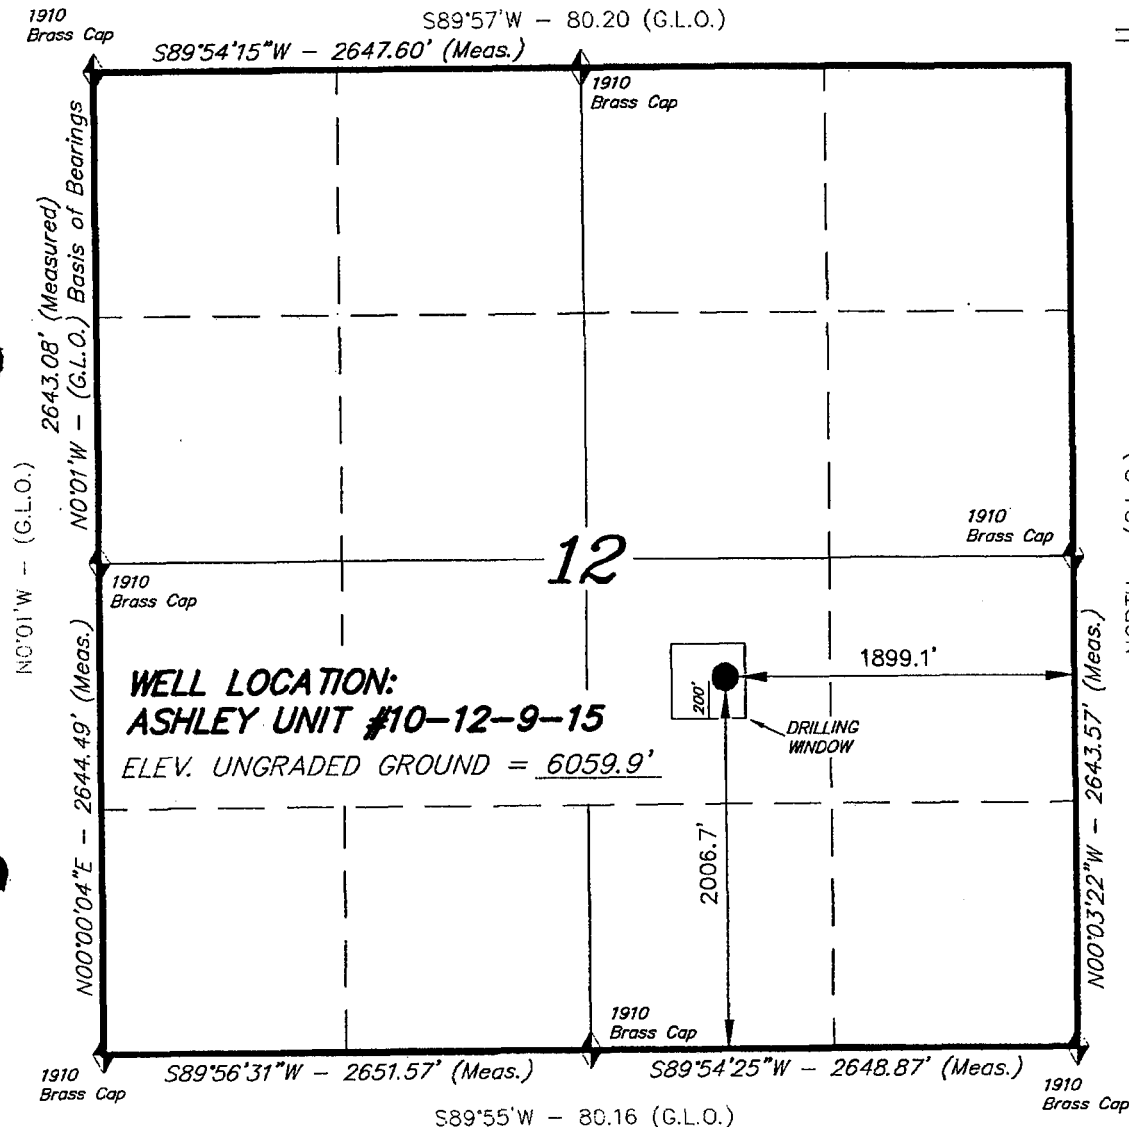 1910
Brass Cap
S89°57'W – 80.20 (G.L.O.)
S89°54'15"W – 2647.60' (Meas.)
1910
Brass Cap
2643.08' (Measured)
N0°01'W – (G.L.O.) Basis of Bearings
N0°01'W – (G.L.O.)
1910
Brass Cap
12
1910
Brass Cap
1899.1'
WELL LOCATION:
ASHLEY UNIT #10–12–9–15
ELEV. UNGRADED GROUND = 6059.9'
200'
DRILLING
WINDOW
2006.7'
N00°00'04"E – 2644.49' (Meas.)
N00°03'22"W – 2643.57' (Meas.)
1910
Brass Cap
1910
Brass Cap
S89°56'31"W – 2651.57' (Meas.)
S89°54'25"W – 2648.87' (Meas.)
1910
Brass Cap
S89°55'W – 80.16 (G.L.O.)